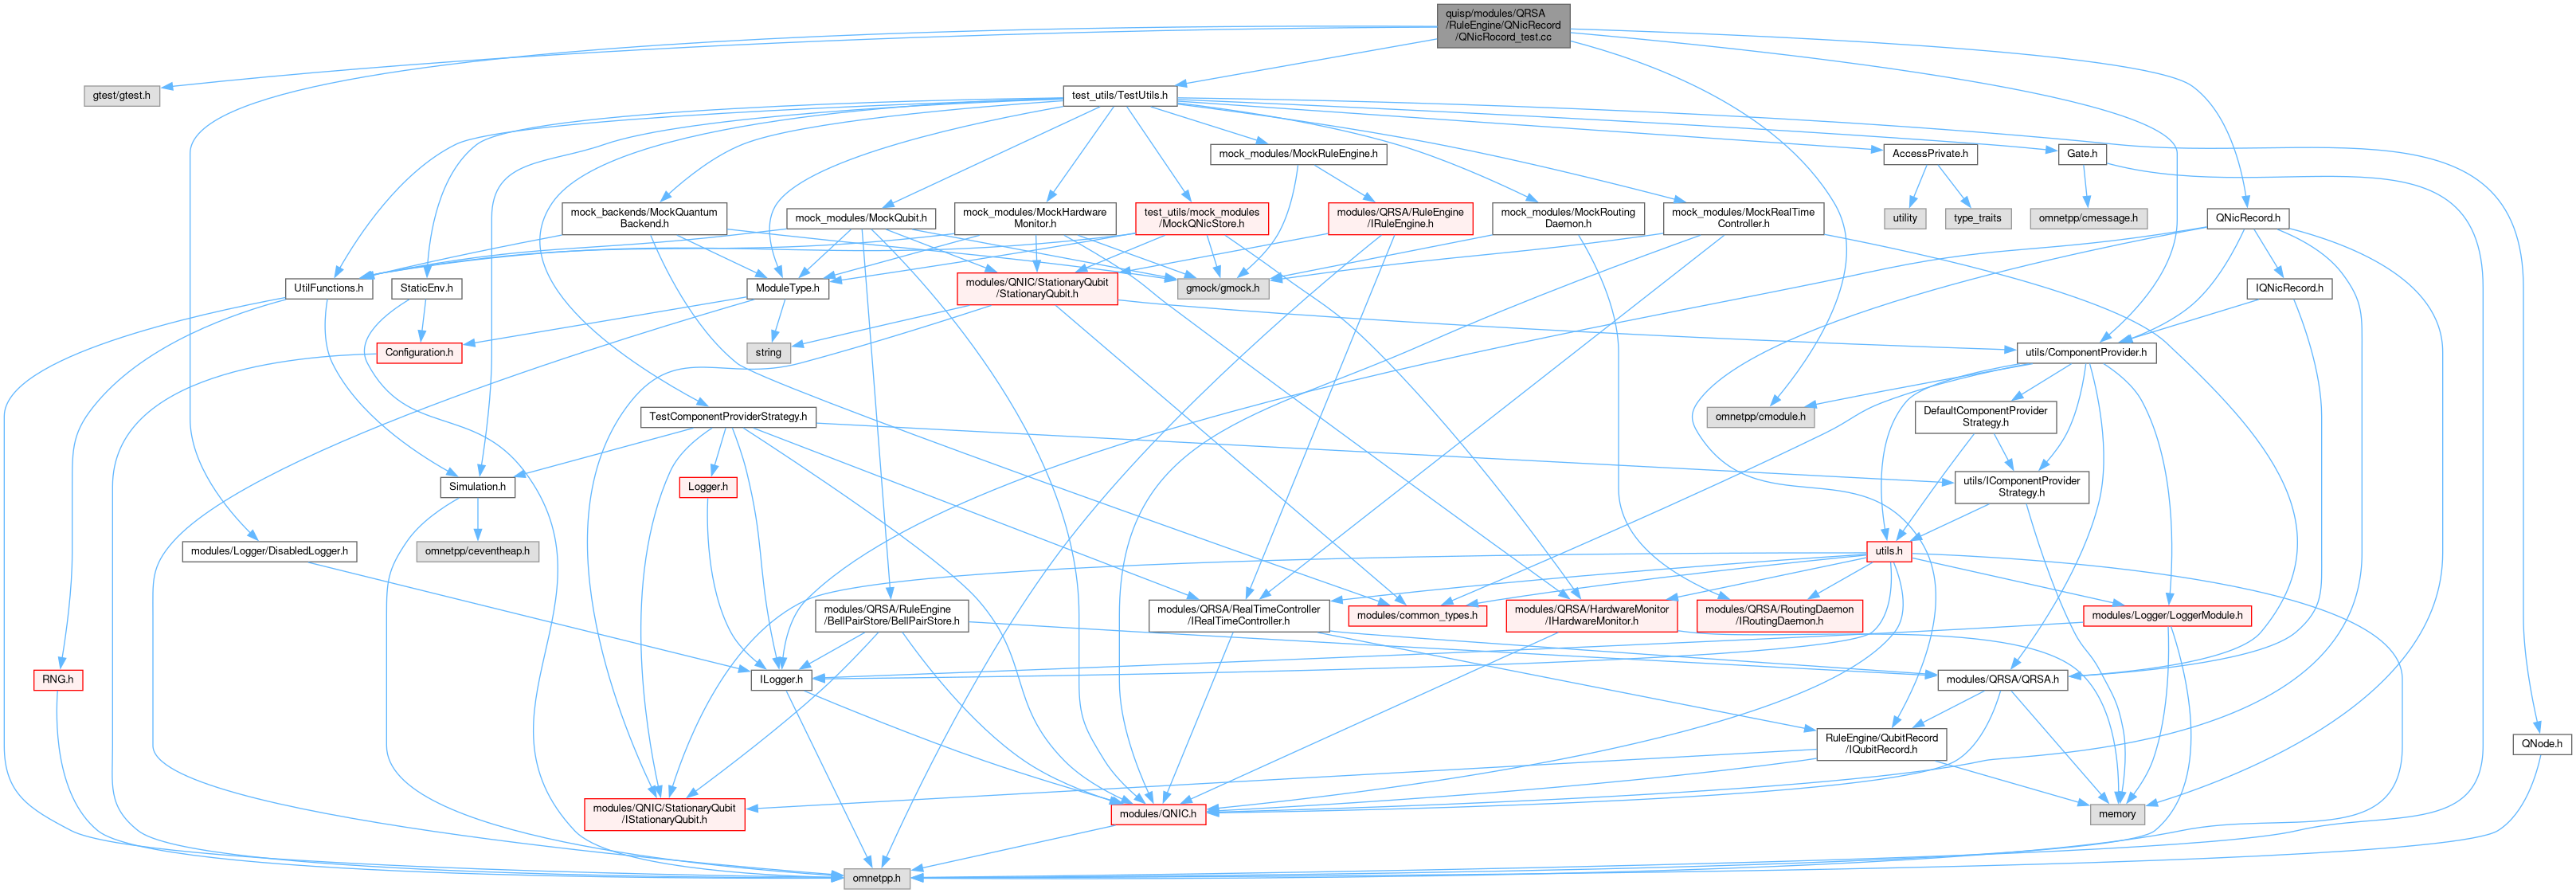 quisp/modules/QRSA
/RuleEngine/QNicRecord
/QNicRocord_test.cc
gtest/gtest.h
test_utils/TestUtils.h
mock_modules/MockRuleEngine.h
AccessPrivate.h
Gate.h
mock_backends/MockQuantum
Backend.h
mock_modules/MockQubit.h
mock_modules/MockHardware
Monitor.h
test_utils/mock_modules
/MockQNicStore.h
modules/QRSA/RuleEngine
/IRuleEngine.h
mock_modules/MockRouting
Daemon.h
mock_modules/MockRealTime
Controller.h
utility
type_traits
omnetpp/cmessage.h
QNicRecord.h
UtilFunctions.h
StaticEnv.h
ModuleType.h
modules/QNIC/StationaryQubit
/StationaryQubit.h
gmock/gmock.h
IQNicRecord.h
Configuration.h
string
utils/ComponentProvider.h
TestComponentProviderStrategy.h
omnetpp/cmodule.h
DefaultComponentProvider
Strategy.h
Simulation.h
Logger.h
utils/IComponentProvider
Strategy.h
modules/Logger/DisabledLogger.h
omnetpp/ceventheap.h
utils.h
modules/QRSA/RuleEngine
/BellPairStore/BellPairStore.h
modules/QRSA/RealTimeController
/IRealTimeController.h
modules/common_types.h
modules/QRSA/HardwareMonitor
/IHardwareMonitor.h
modules/QRSA/RoutingDaemon
/IRoutingDaemon.h
modules/Logger/LoggerModule.h
RNG.h
ILogger.h
modules/QRSA/QRSA.h
RuleEngine/QubitRecord
/IQubitRecord.h
QNode.h
modules/QNIC/StationaryQubit
/IStationaryQubit.h
modules/QNIC.h
memory
omnetpp.h